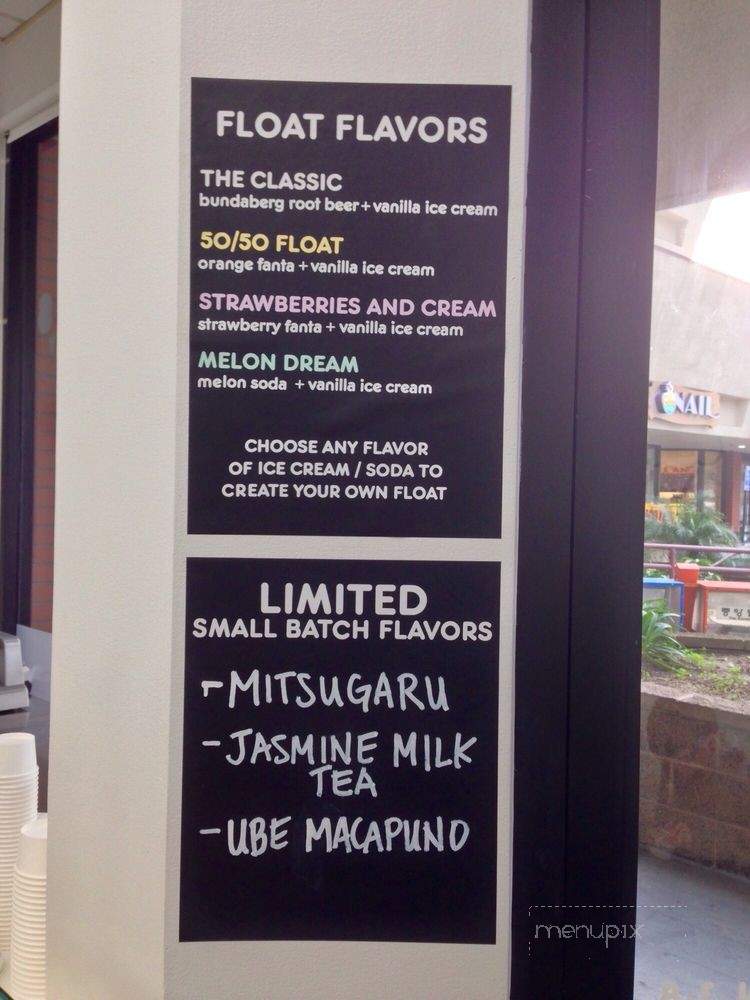 FLOAT FLAVORS
THE CLASSIC
bundaberg root beer + vanilla ice cream
50/50 FLOAT
orange fanta + vanilla ice cream
STRAWBERRIES AND CREAM
strawberry fanta + vanilla ice cream
MELON DREAM
melon soda + vanilla ice cream
CHOOSE ANY FLAVOR
OF ICE CREAM / SODA TO
CREATE YOUR OWN FLOAT
LIMITED
SMALL BATCH FLAVORS
- MITSUGARU
- JASMINE MILK
TEA
- UBE MACAPUNO
NAIL
menupix